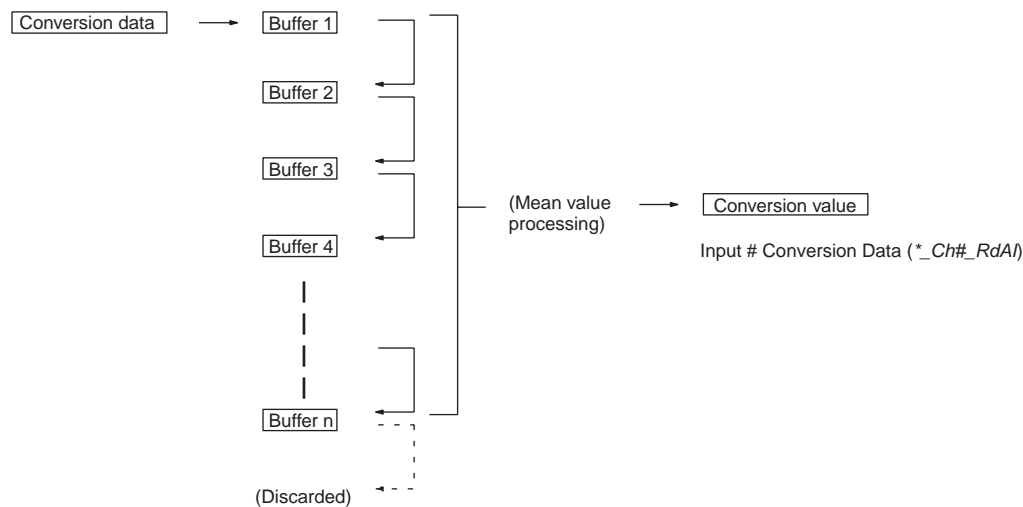 Conversion data
Buffer 1
Buffer 2
Buffer 3
Buffer 4
Buffer n
(Discarded)
(Mean value
processing)
Conversion value
Input # Conversion Data (*_Ch#_RdAI)